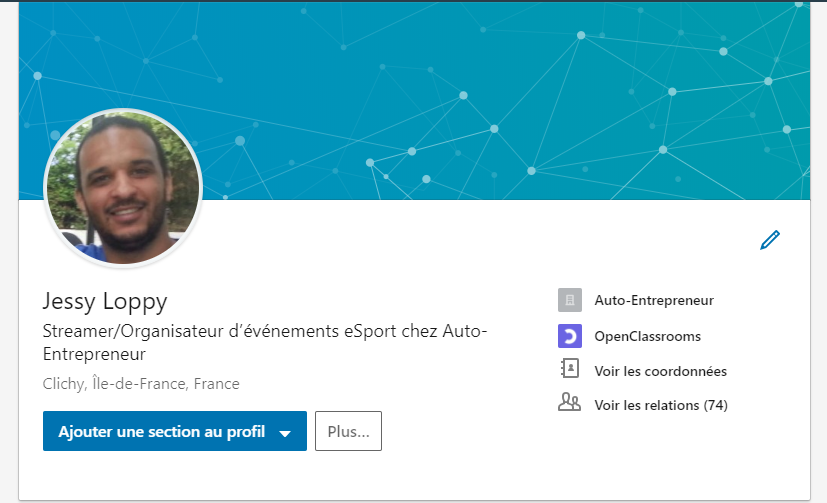 Jessy Loppy
Streamer/Organisateur d’événements eSport chez Auto-
Entrepreneur
Clichy, Île-de-France, France
Ajouter une section au profil
Plus...
Auto-Entrepreneur
OpenClassrooms
Voir les coordonnées
Voir les relations (74)